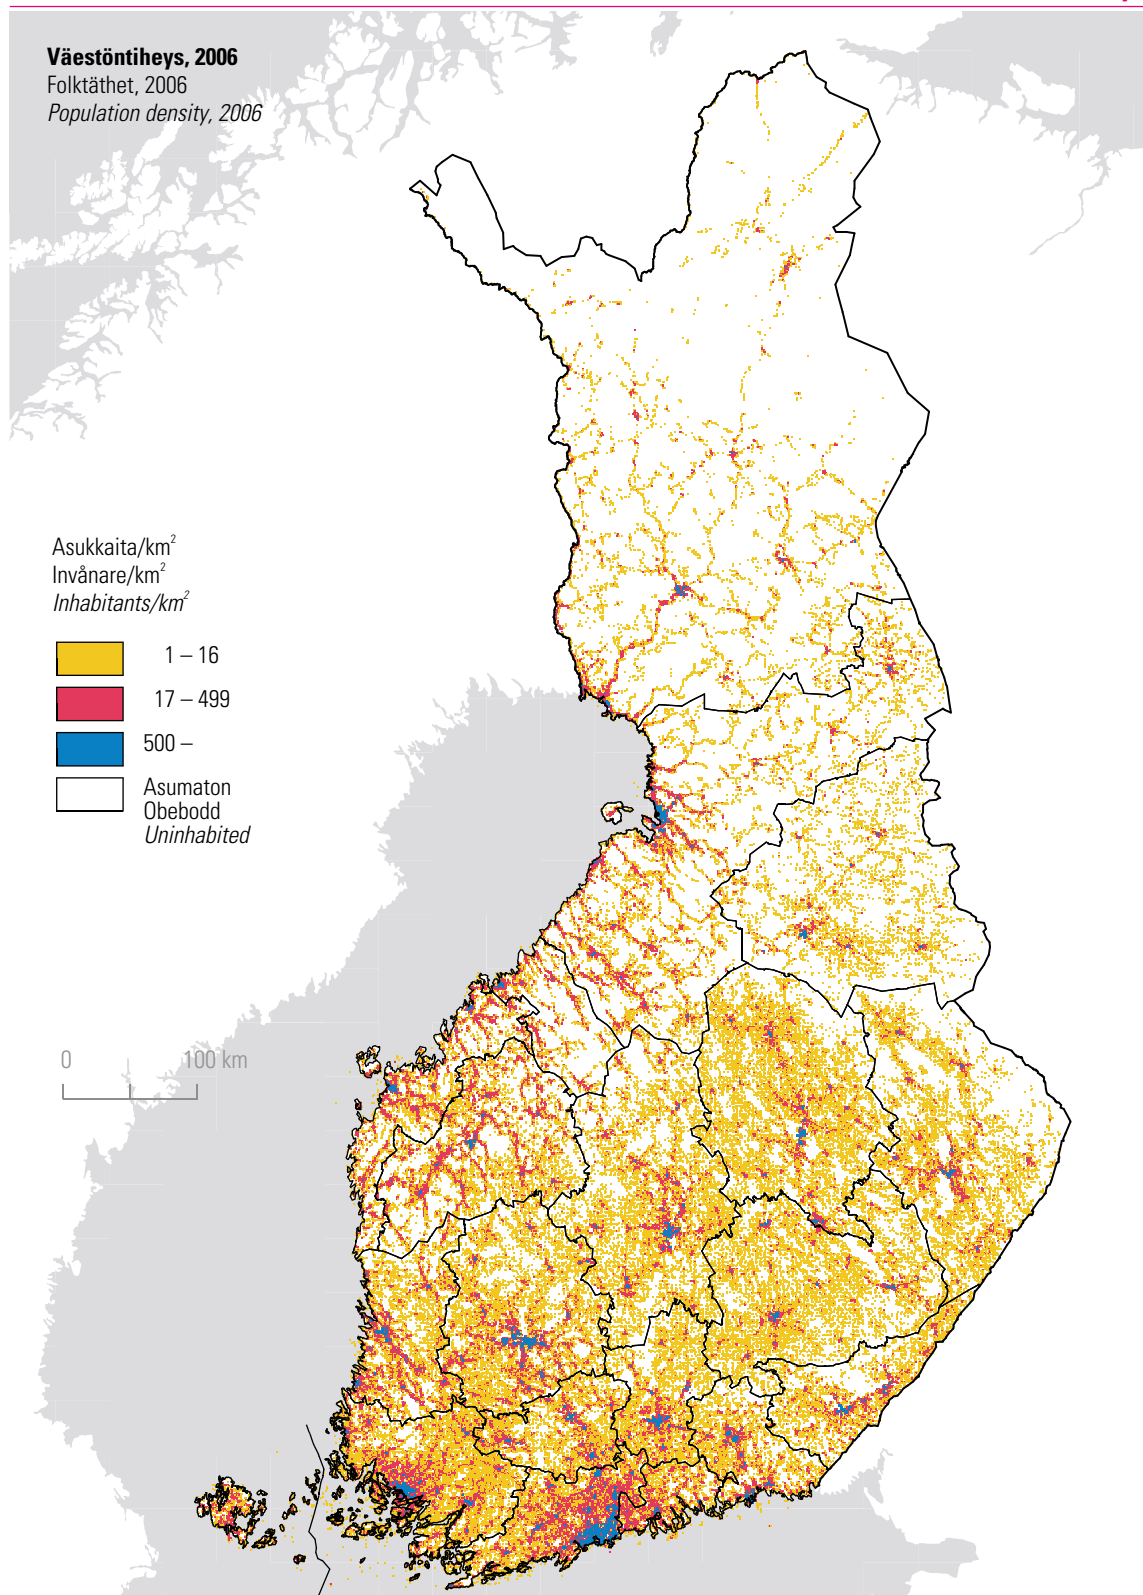 Väestöntiheys, 2006
Folktäthet, 2006
Population density, 2006
Asukkaita/km²
Invånare/km²
Inhabitants/km²
1 – 16
17 – 499
500 –
Asumaton
Obebodd
Uninhabited
0 100 km